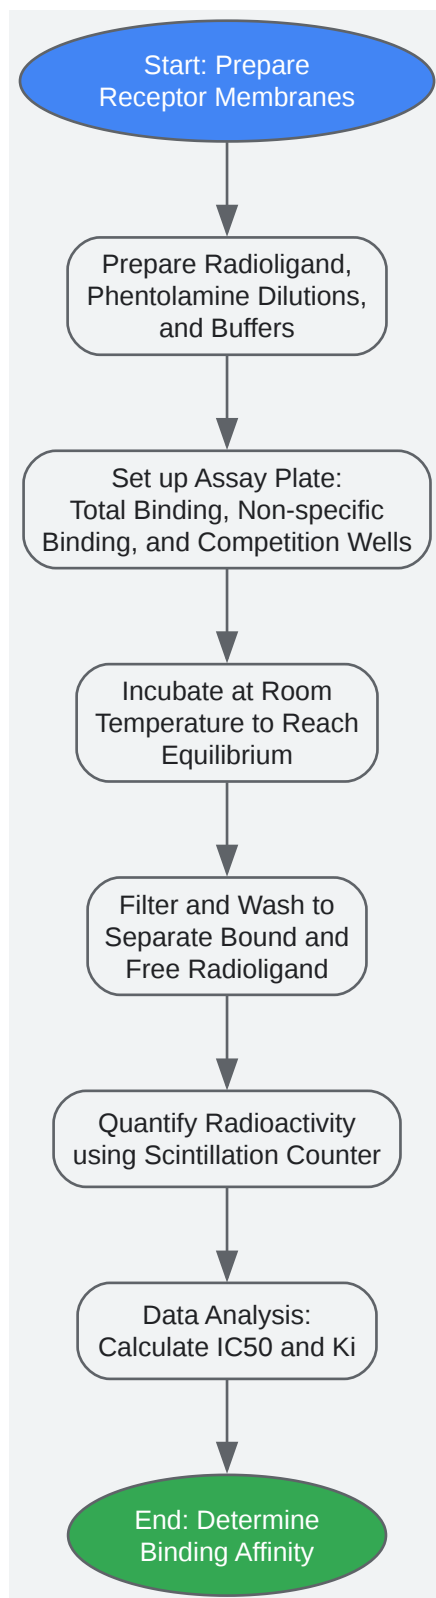 Start: Prepare
Receptor Membranes
Prepare Radioligand,
Phentolamine Dilutions,
and Buffers
Set up Assay Plate:
Total Binding, Non-specific
Binding, and Competition Wells
Incubate at Room
Temperature to Reach
Equilibrium
Filter and Wash to
Separate Bound and
Free Radioligand
Quantify Radioactivity
using Scintillation Counter
Data Analysis:
Calculate IC50 and Ki
End: Determine
Binding Affinity